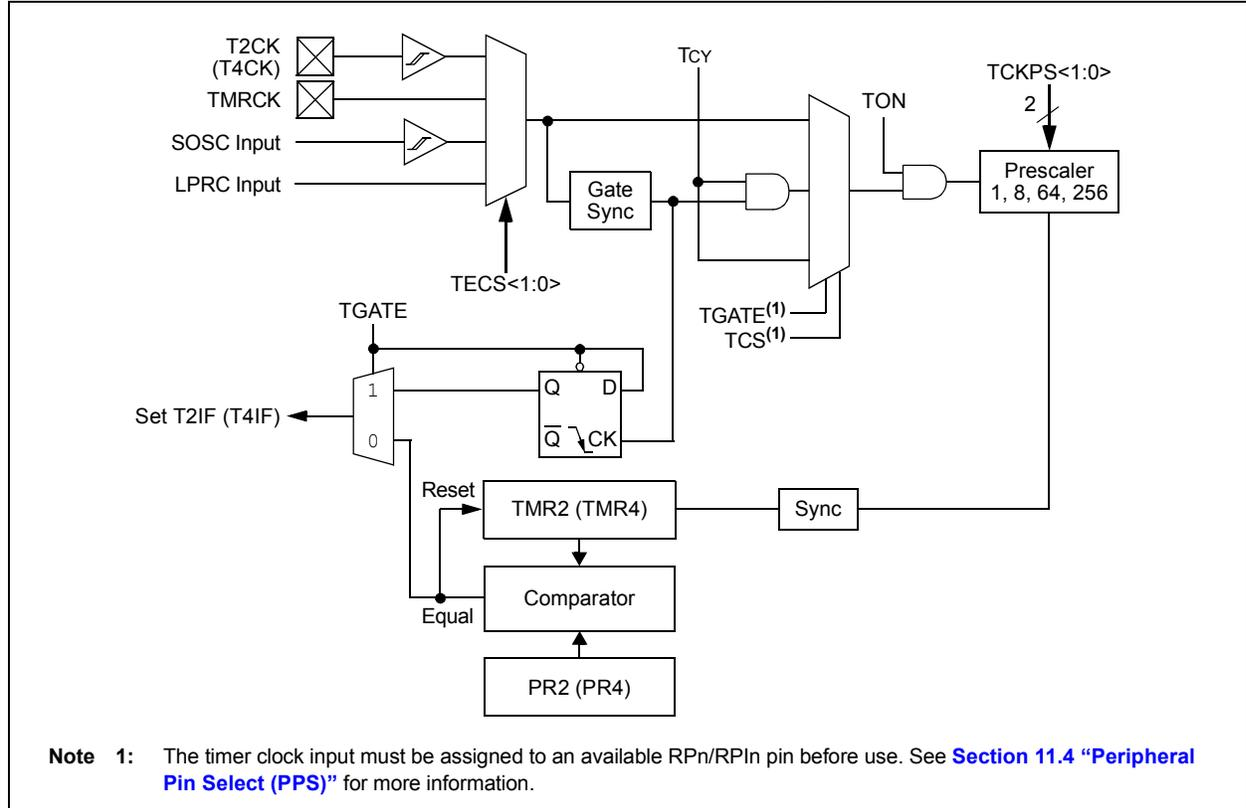 T2CK
(T4CK)
TMRCK
SOSC Input
LPRC Input
TECS<1:0>
Gate
Sync
TCY
TGATE(1)
TCS(1)
TON
TCKPS<1:0>
2
Prescaler
1, 8, 64, 256
TGATE
1
0
Set T2IF (T4IF)
Q D
Q̅ CK
Reset
TMR2 (TMR4)
Sync
Equal
Comparator
PR2 (PR4)
Note 1: The timer clock input must be assigned to an available RPn/RPIn pin before use. See Section 11.4 “Peripheral
Pin Select (PPS)” for more information.